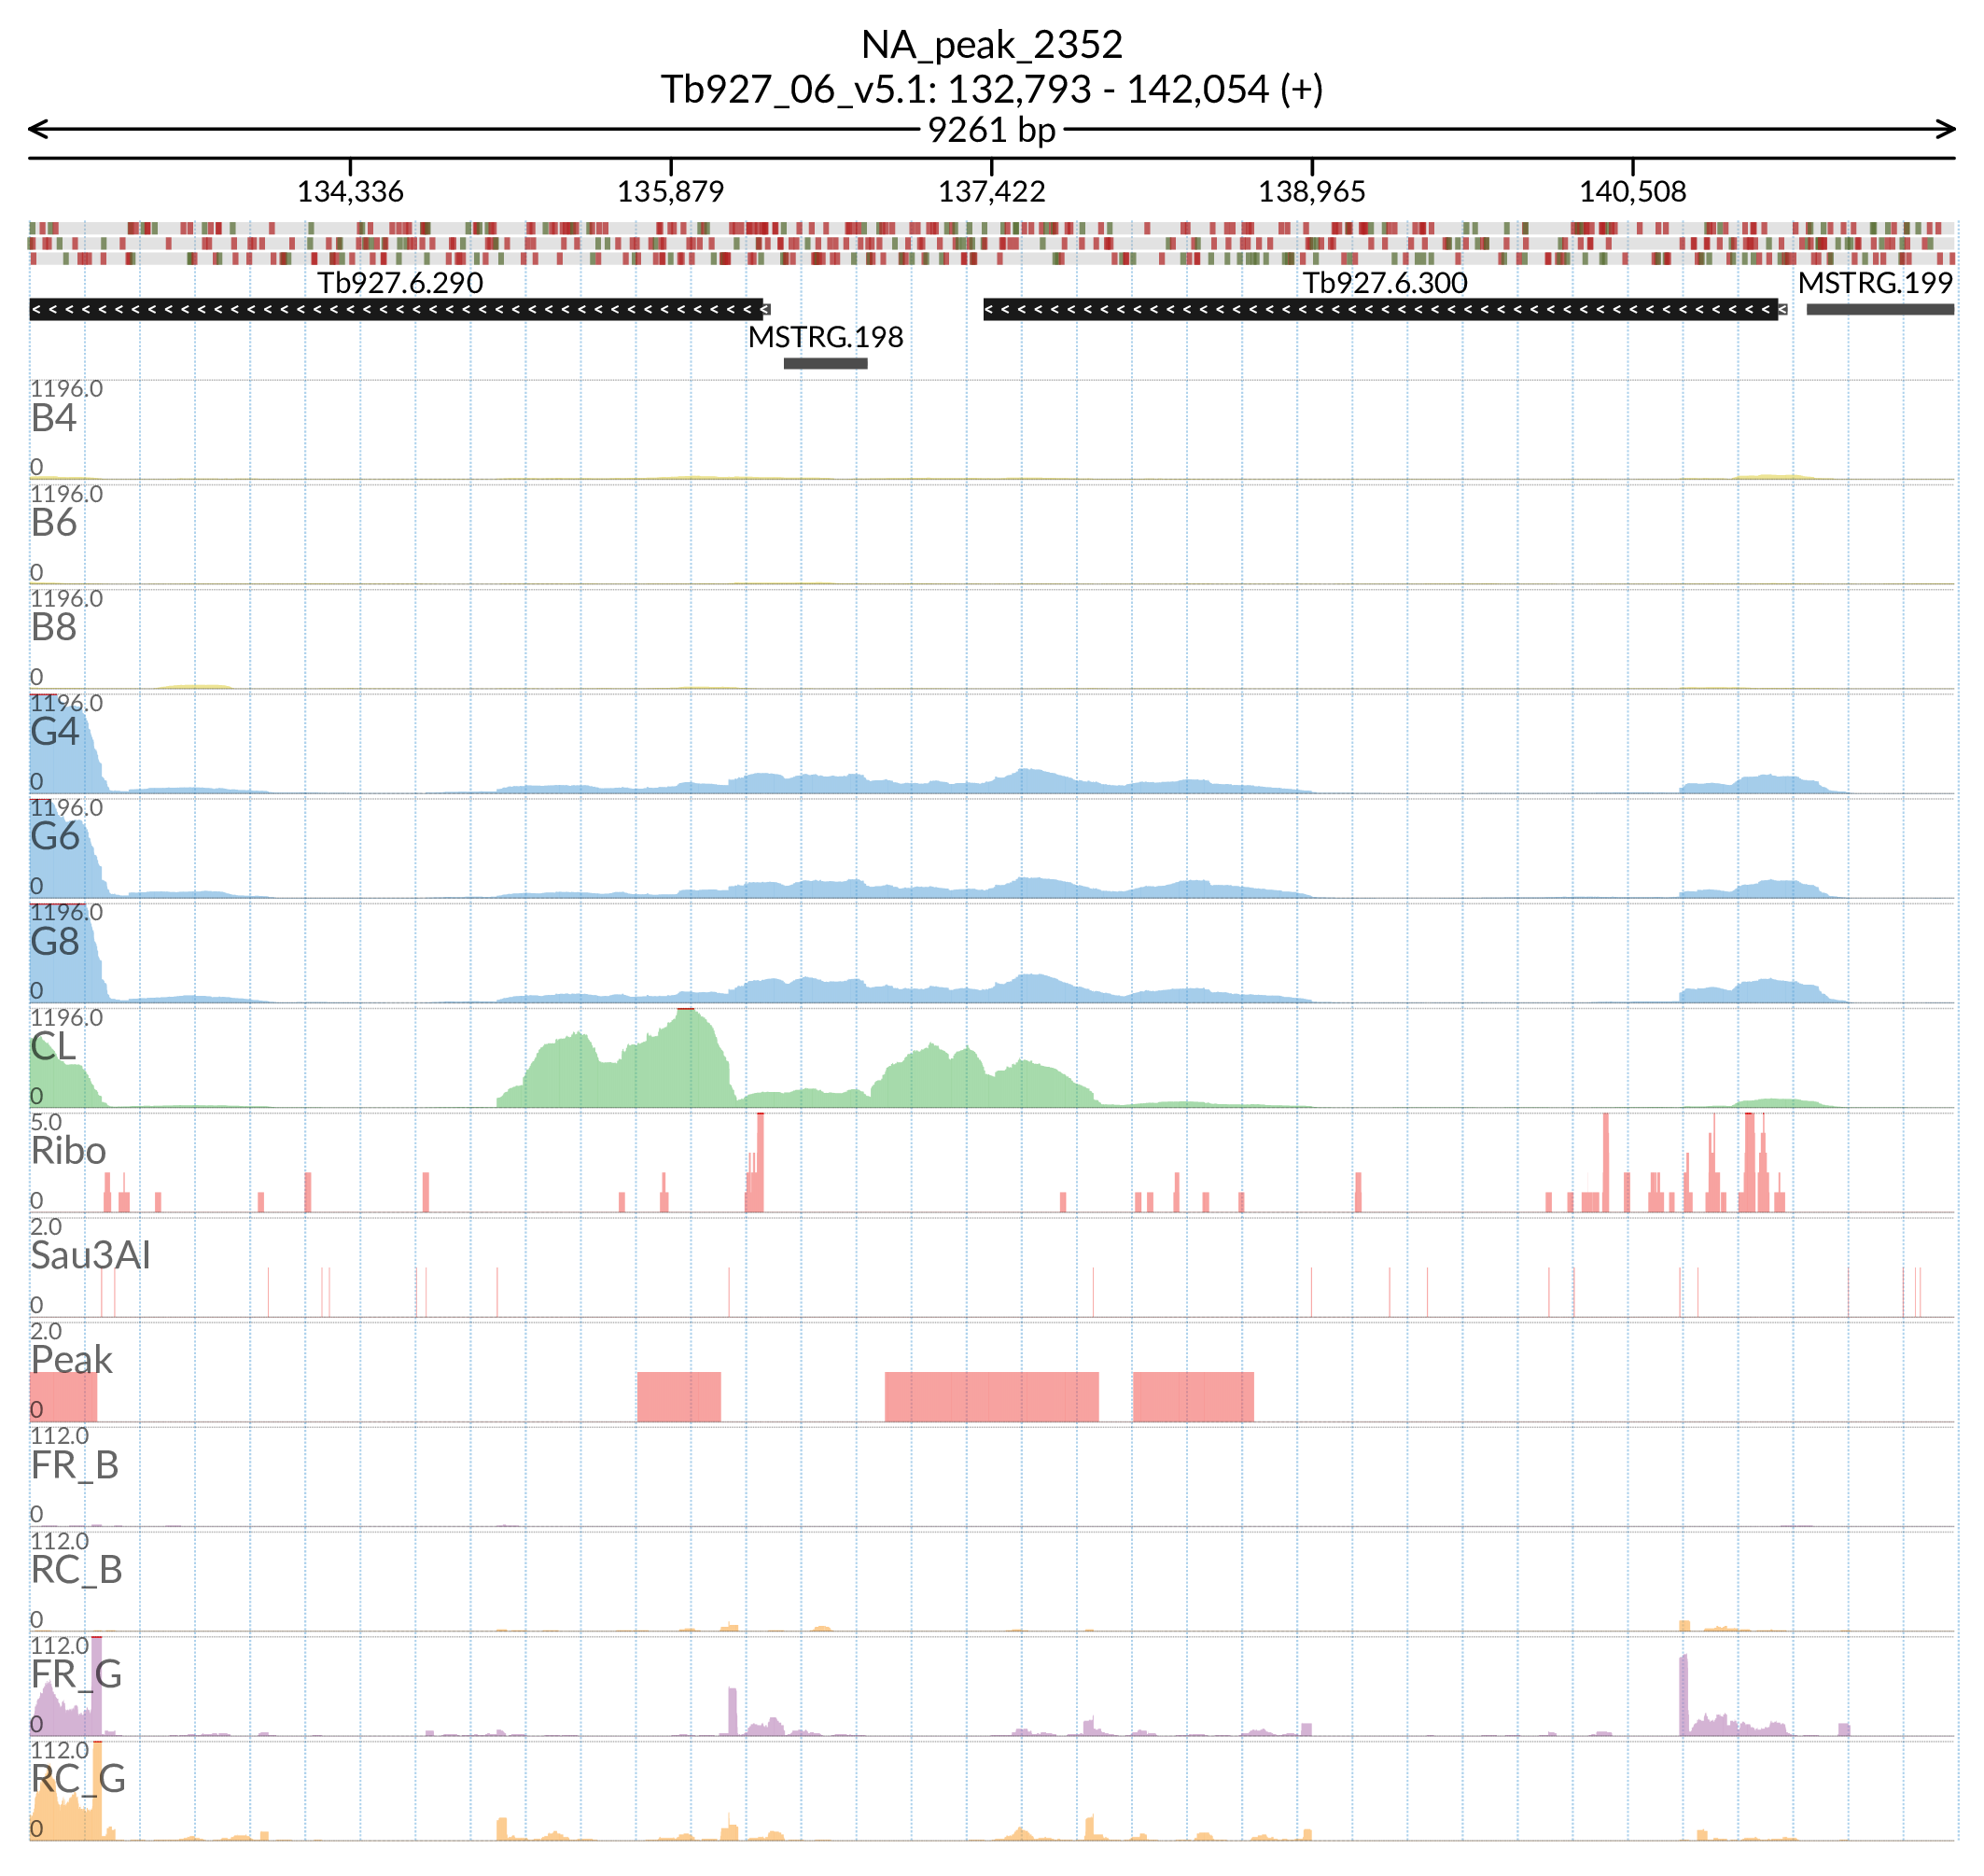 NA_peak_2352
Tb927_06_v5.1: 132,793 - 142,054 (+)
9261 bp
134,336 135,879 137,422 138,965 140,508
Tb927.6.290 Tb927.6.300 MSTRG.199
MSTRG.198
1196.0
B4
0
1196.0
B6
0
1196.0
B8
0
1196.0
G4
0
1196.0
G6
0
1196.0
G8
0
1196.0
CL
0
5.0
Ribo
0
2.0
Sau3AI
0
2.0
Peak
0
112.0
FR_B
0
112.0
RC_B
0
112.0
FR_G
0
112.0
RC_G
0